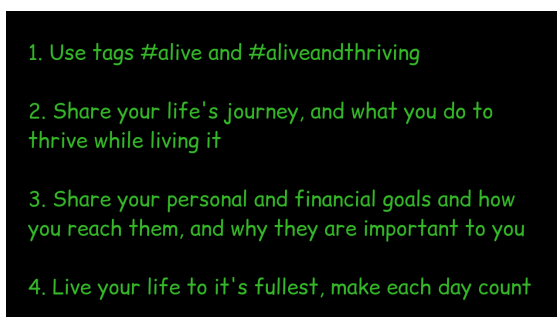 1. Use tags #alive and #aliveandthriving
2. Share your life's journey, and what you do to
thrive while living it
3. Share your personal and financial goals and how
you reach them, and why they are important to you
4. Live your life to it's fullest, make each day count